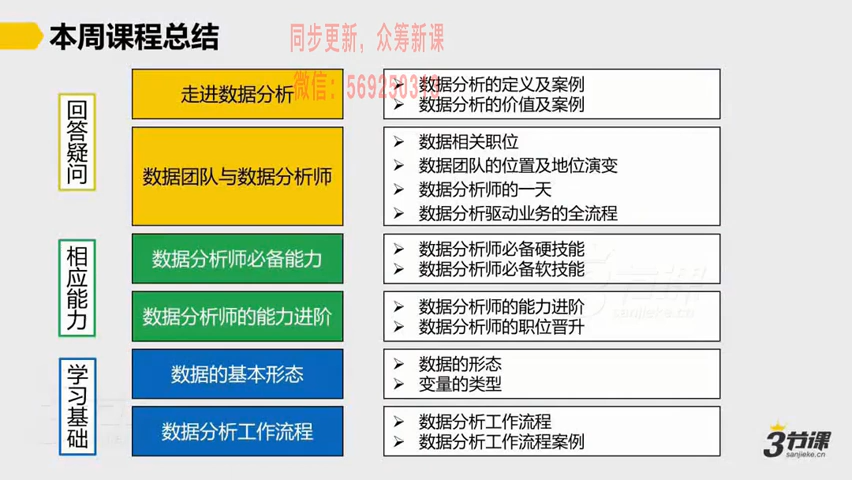 本周课程总结
同步更新，众筹新课
微信：569250319
回答疑问
走进数据分析
数据分析的定义及案例
数据分析的价值及案例
数据团队与数据分析师
数据相关职位
数据团队的位置及地位演变
数据分析师的一天
数据分析驱动业务的全流程
相应能力
数据分析师必备能力
数据分析师必备硬技能
数据分析师必备软技能
数据分析师的能力进阶
数据分析师的能力进阶
数据分析师的职位晋升
学习基础
数据的基本形态
数据的形态
变量的类型
数据分析工作流程
数据分析工作流程
数据分析工作流程案例
3节课
sanjieke.cn
3节课
sanjieke.cn